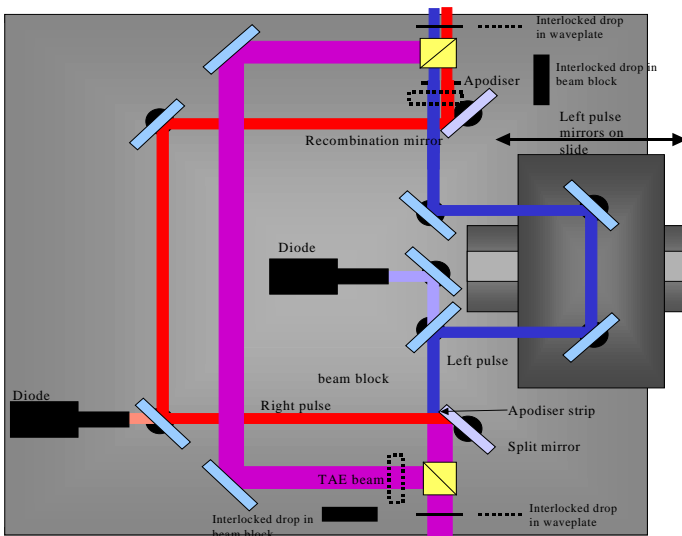 Interlocked drop
in waveplate
Apodiser
Interlocked drop in
beam block
Left pulse
mirrors on
slide
Recombination mirror
Diode
Left pulse
beam block
Diode
Right pulse
Apodiser strip
Split mirror
TAE beam
Interlocked drop in
beam block
Interlocked drop
in waveplate